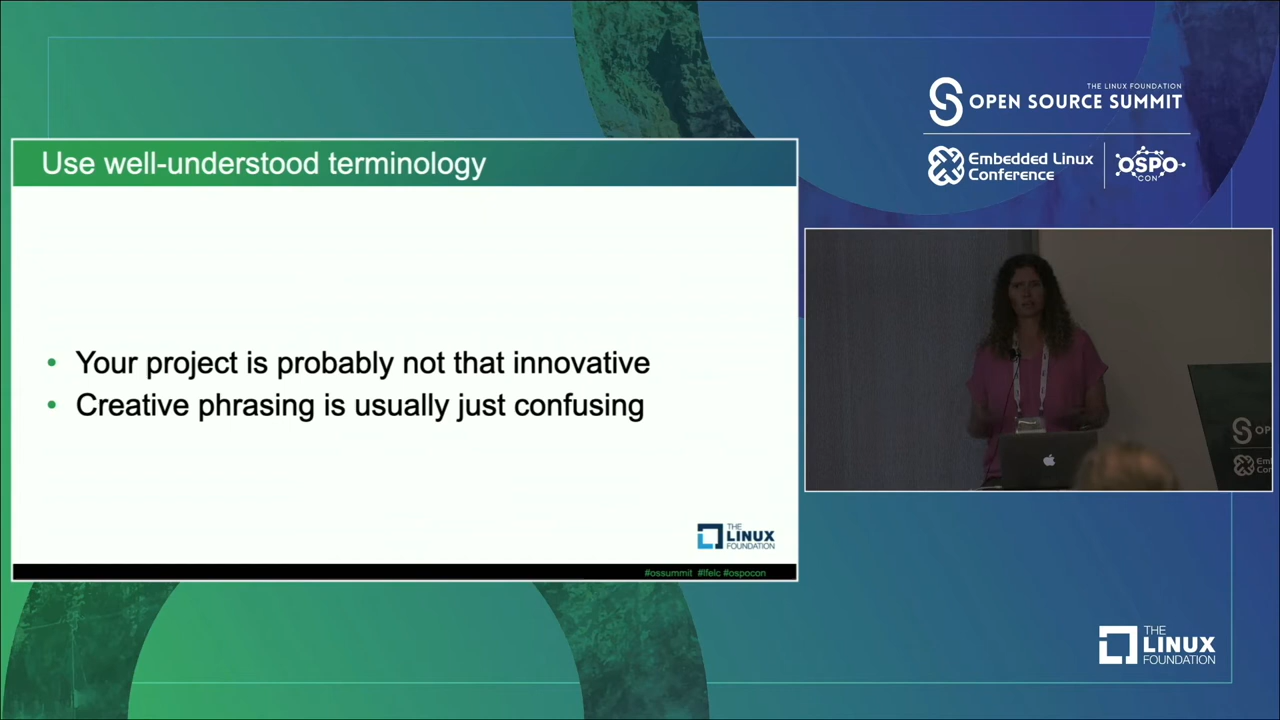 THE LINUX FOUNDATION
OPEN SOURCE SUMMIT
Embedded Linux
Conference
OSPO
CON
Use well-understood terminology
• Your project is probably not that innovative
• Creative phrasing is usually just confusing
THE
LINUX
FOUNDATION
#ossummit #lfelc #ospocon
THE
LINUX
FOUNDATION